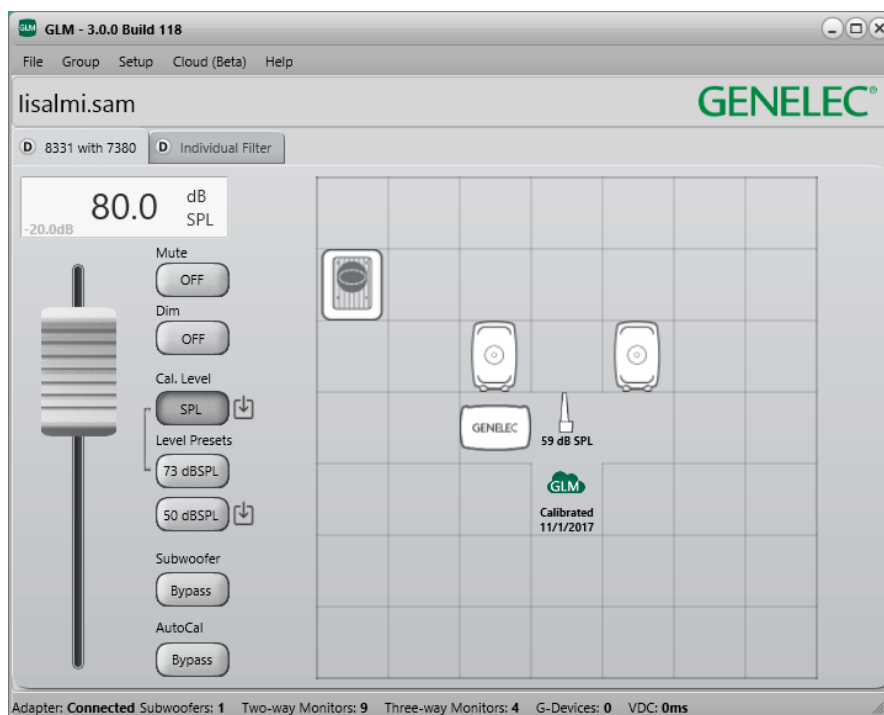 GLM GLM - 3.0.0 Build 118
File Group Setup Cloud (Beta) Help
Iisalmi.sam
GENELEC®
D 8331 with 7380 D Individual Filter
80.0 dB SPL
-20.0dB
Mute
OFF
Dim
OFF
Cal. Level
SPL
Level Presets
73 dBSPL
50 dBSPL
Subwoofer
Bypass
AutoCal
Bypass
GENELEC
59 dB SPL
GLM
Calibrated
11/1/2017
Adapter: Connected Subwoofers: 1 Two-way Monitors: 9 Three-way Monitors: 4 G-Devices: 0 VDC: 0ms